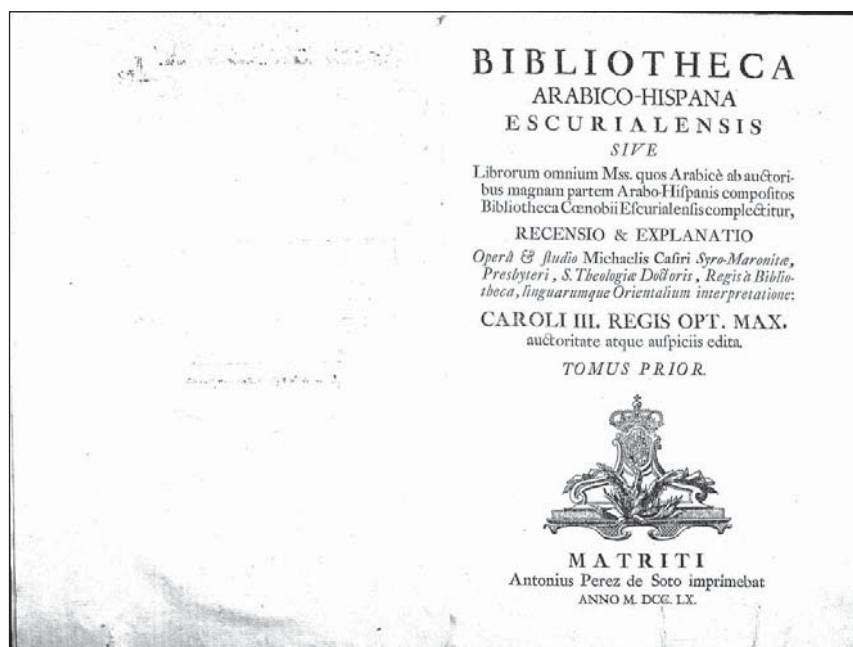 BIBLIOTHECA
ARABICO-HISPANA
ESCURIALENSIS
SIVE
Librorum omnium Mss. quos Arabicè ab auctori-
bus magnam partem Arabo-Hiſpanis compoſitos
Bibliotheca Cœnobii Eſcurialenſis complectitur,
RECENSIO & EXPLANATIO
Operâ & ſtudio Michaelis Caſiri Syro-Maronitæ,
Presbyteri, S. Theologiæ Doctoris, Regis à Biblio-
theca, linguarumque Orientalium interpretatione:
CAROLI III. REGIS OPT. MAX.
auctoritate atque auſpiciis edita.
TOMUS PRIOR.
MATRITI
Antonius Perez de Soto imprimebat
ANNO M. DCC. LX.